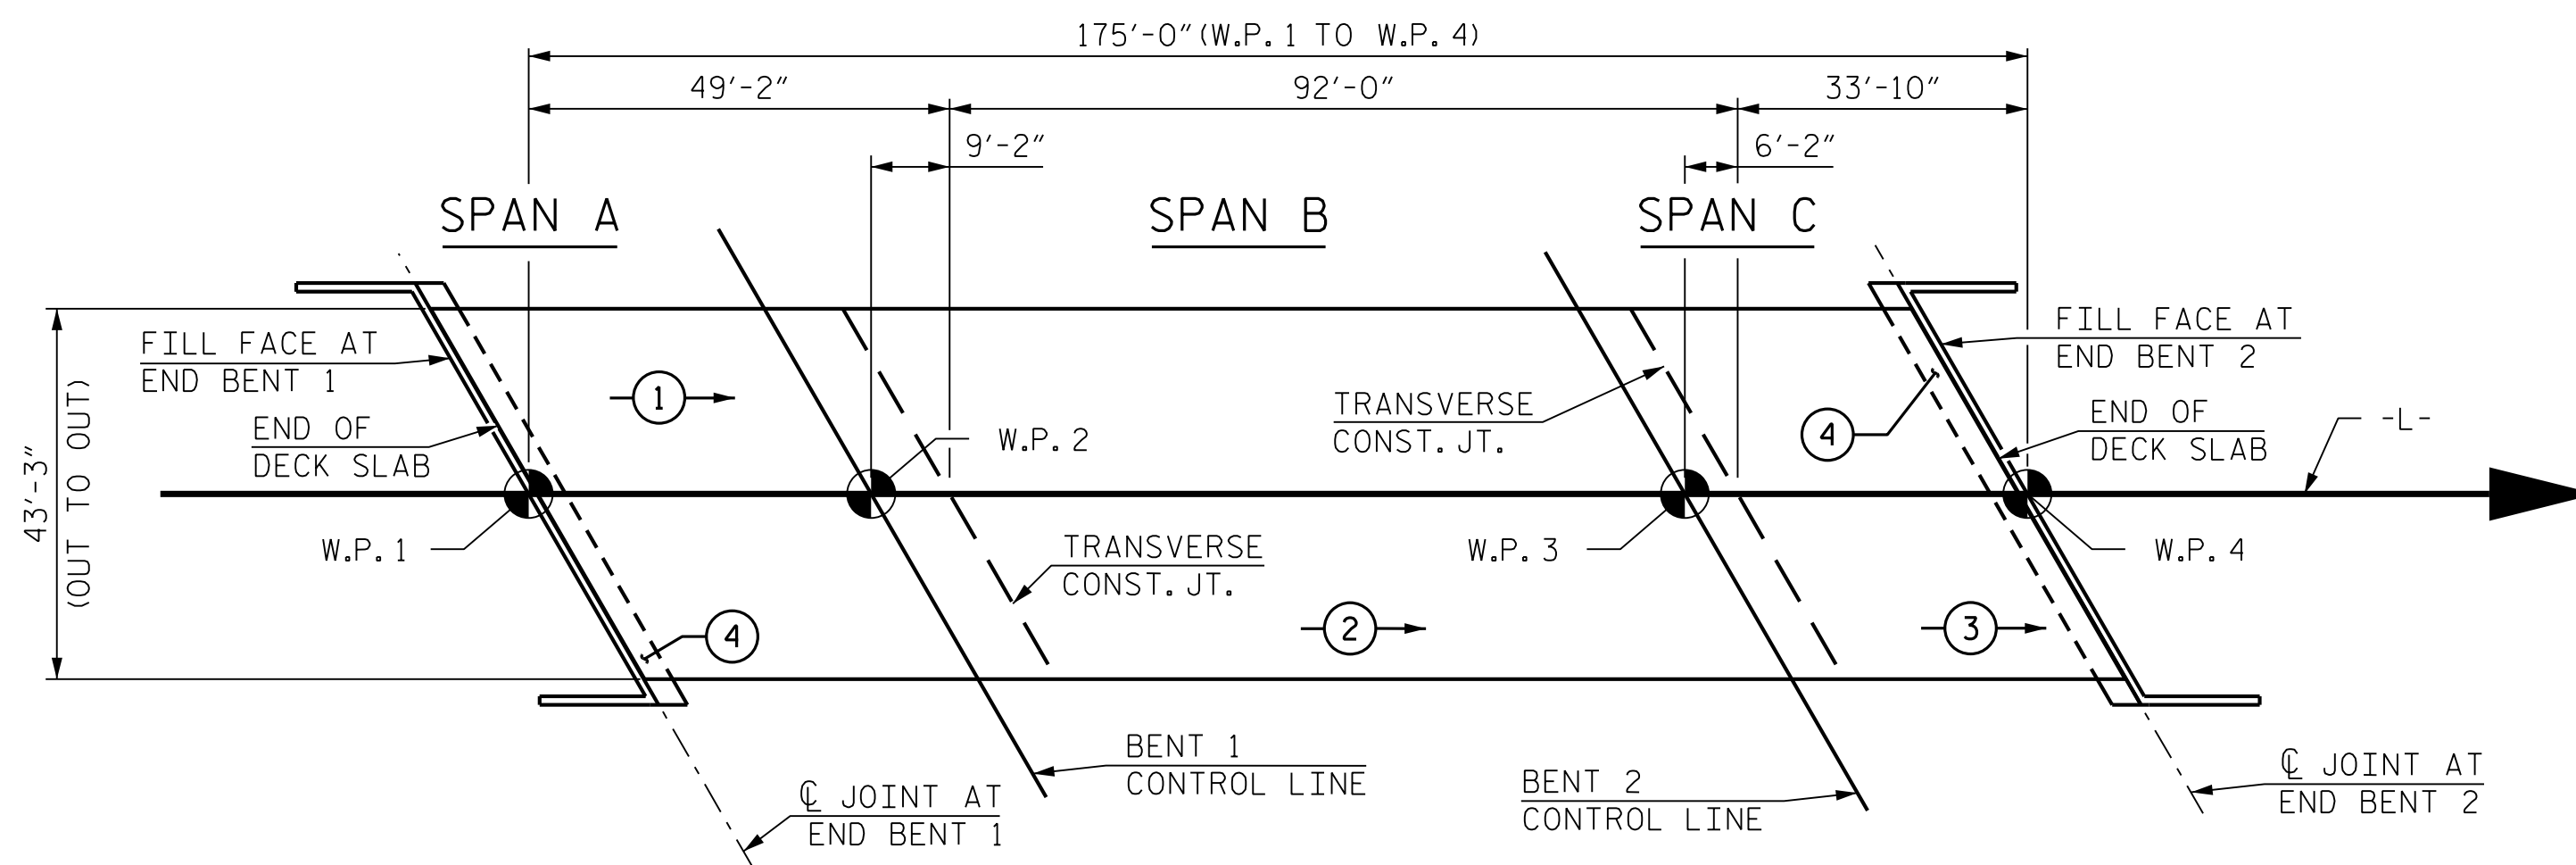 175'-0" (W.P. 1 TO W.P. 4)
49'-2"
92'-0"
33'-10"
9'-2"
6'-2"
SPAN A
SPAN B
SPAN C
FILL FACE AT
END BENT 1
END OF
DECK SLAB
43'-3"
(OUT TO OUT)
1
W.P. 2
TRANSVERSE
CONST. JT.
4
FILL FACE AT
END BENT 2
END OF
DECK SLAB
-L-
W.P. 1
TRANSVERSE
CONST. JT.
W.P. 3
W.P. 4
4
2
3
BENT 1
CONTROL LINE
BENT 2
CONTROL LINE
℄ JOINT AT
END BENT 1
℄ JOINT AT
END BENT 2